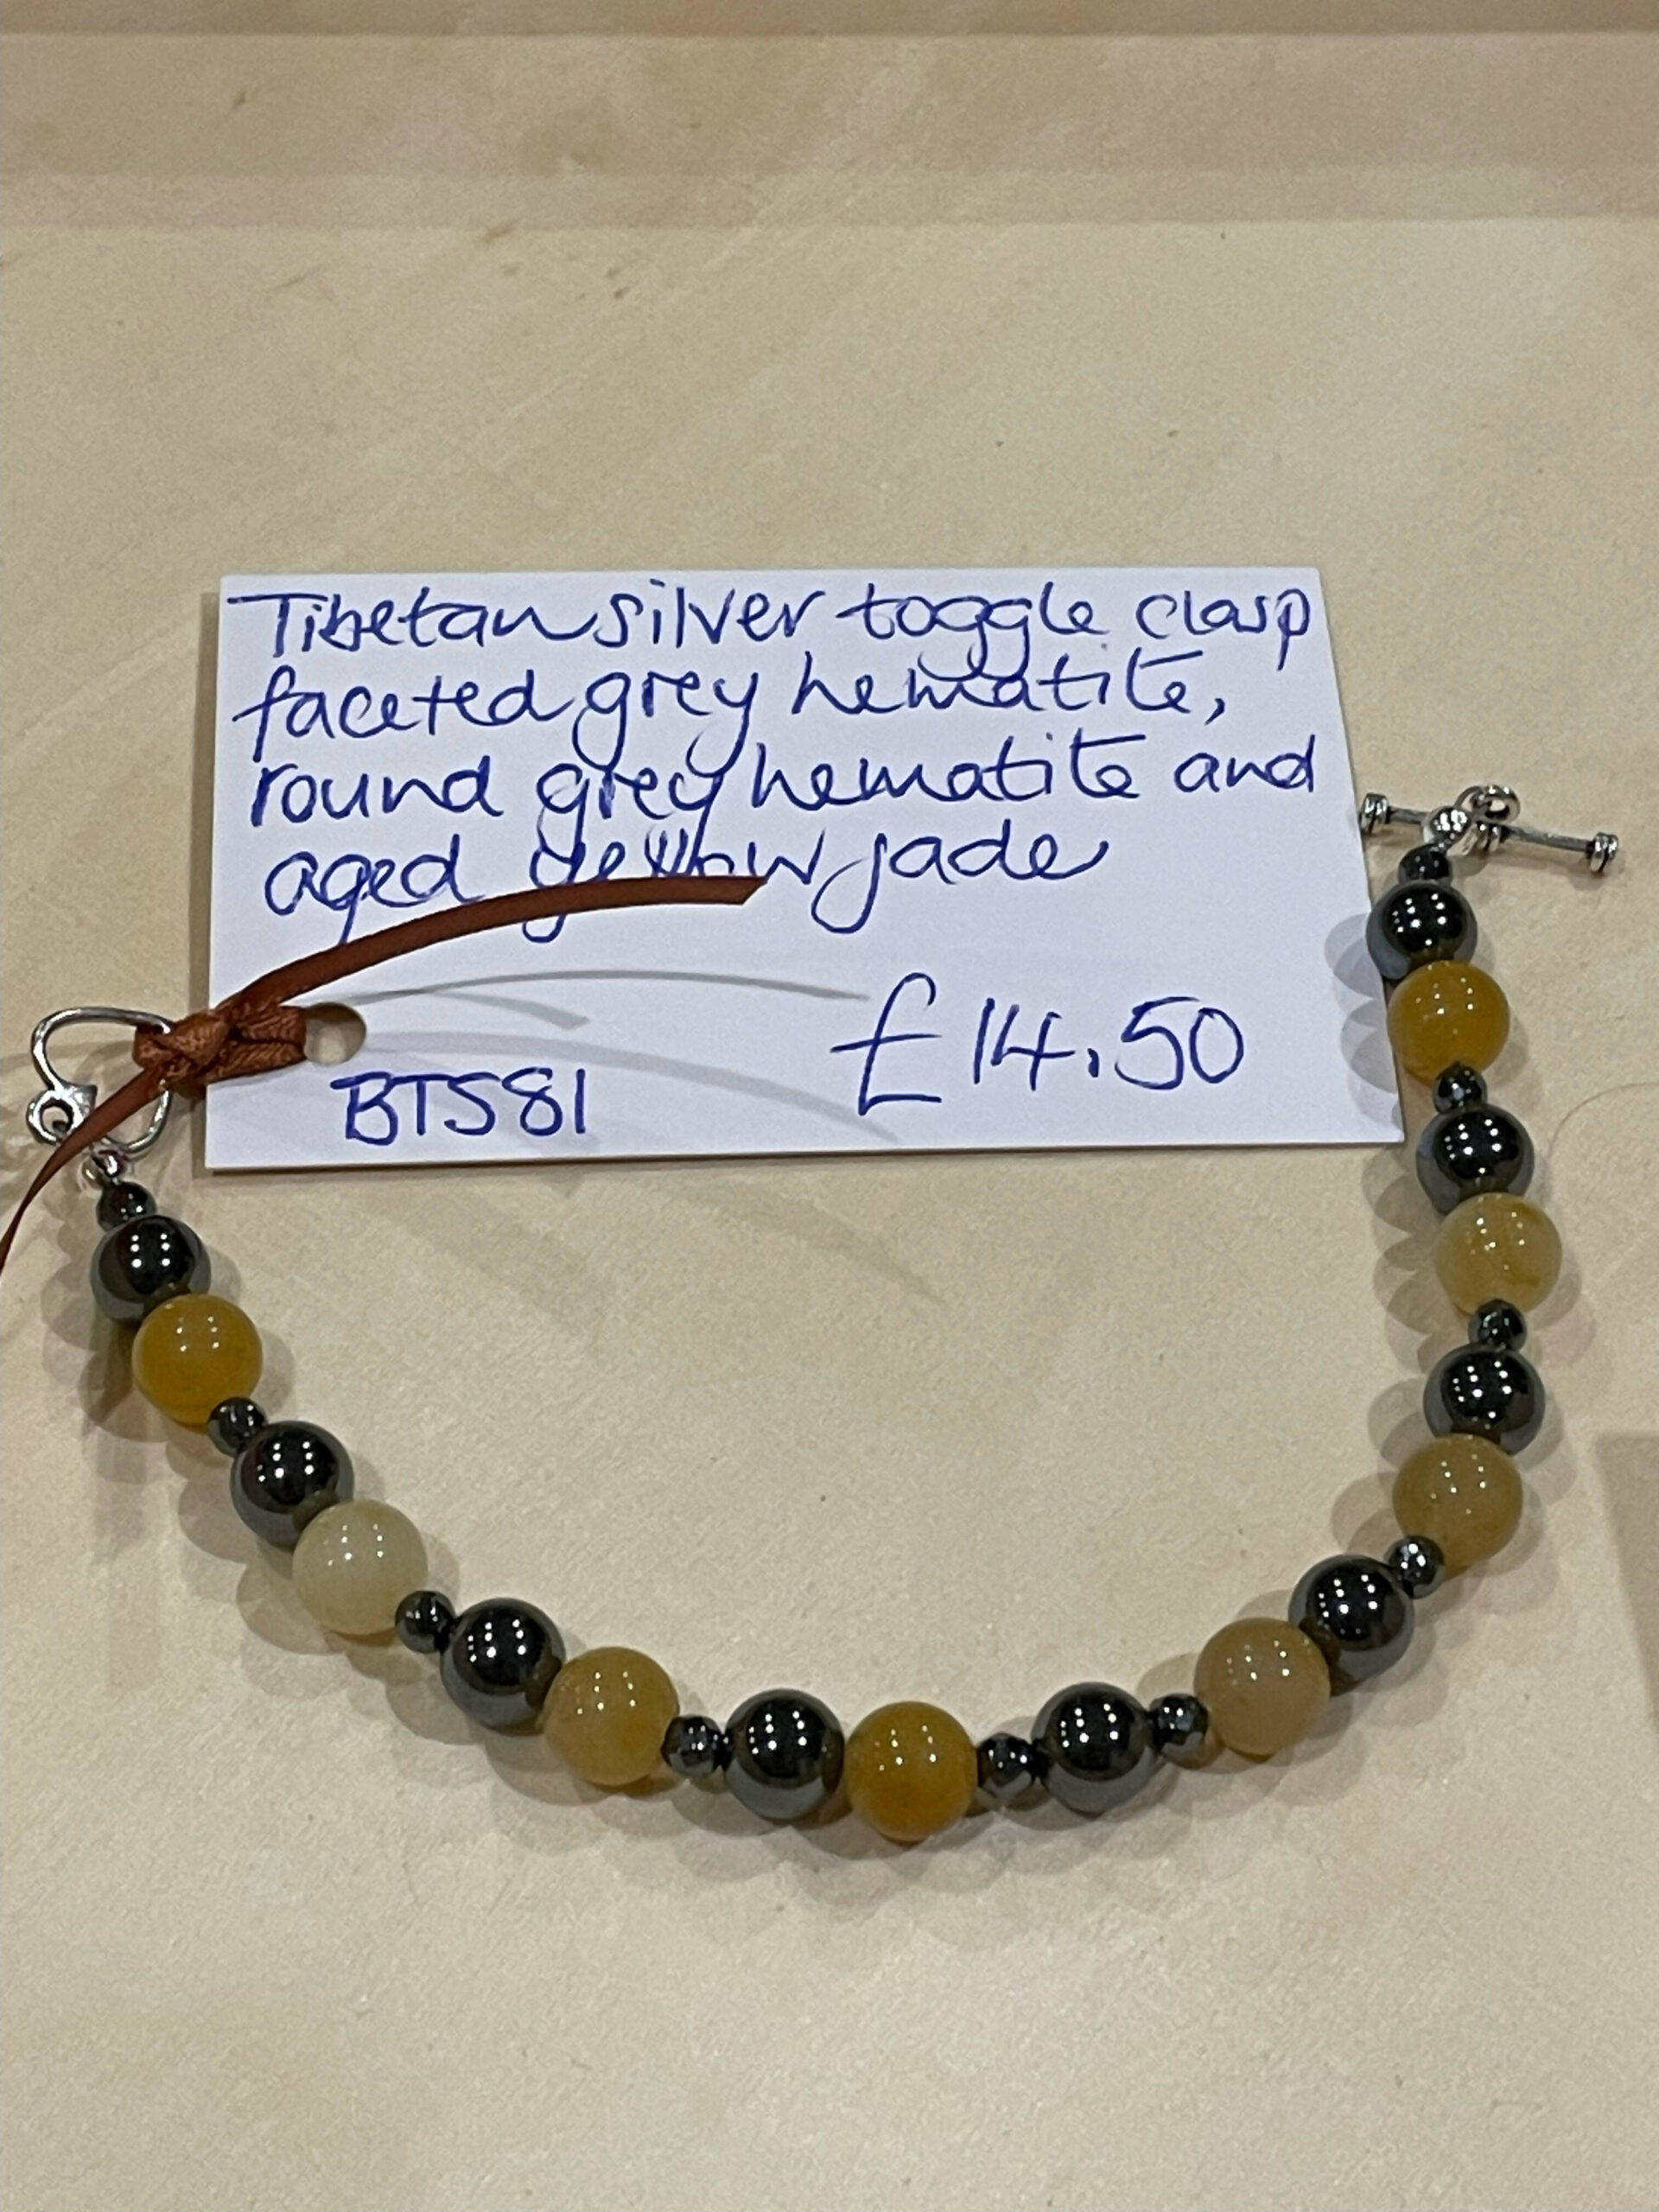 Tibetan silver toggle clasp
faceted grey hematite,
round grey hematite and
aged yellow jade
£14.50
BTS81